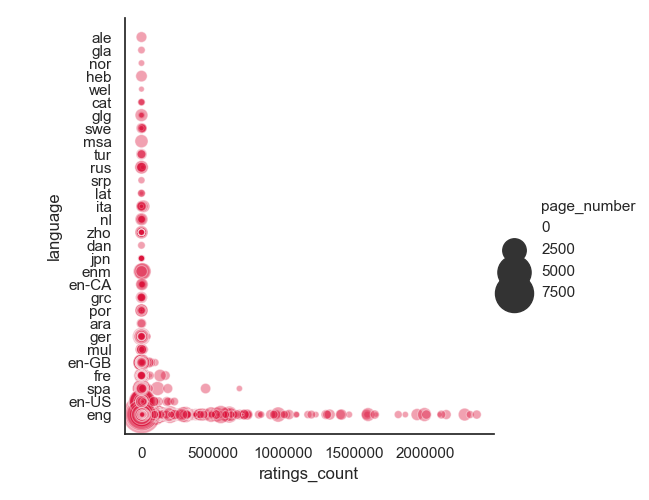 ale
gla
nor
heb
wel
cat
glg
swe
msa
tur
rus
srp
lat
ita
nl
zho
dan
jpn
enm
en-CA
grc
por
ara
ger
mul
en-GB
fre
spa
en-US
eng
language
0 500000 1000000 1500000 2000000
ratings_count
page_number
0
2500
5000
7500